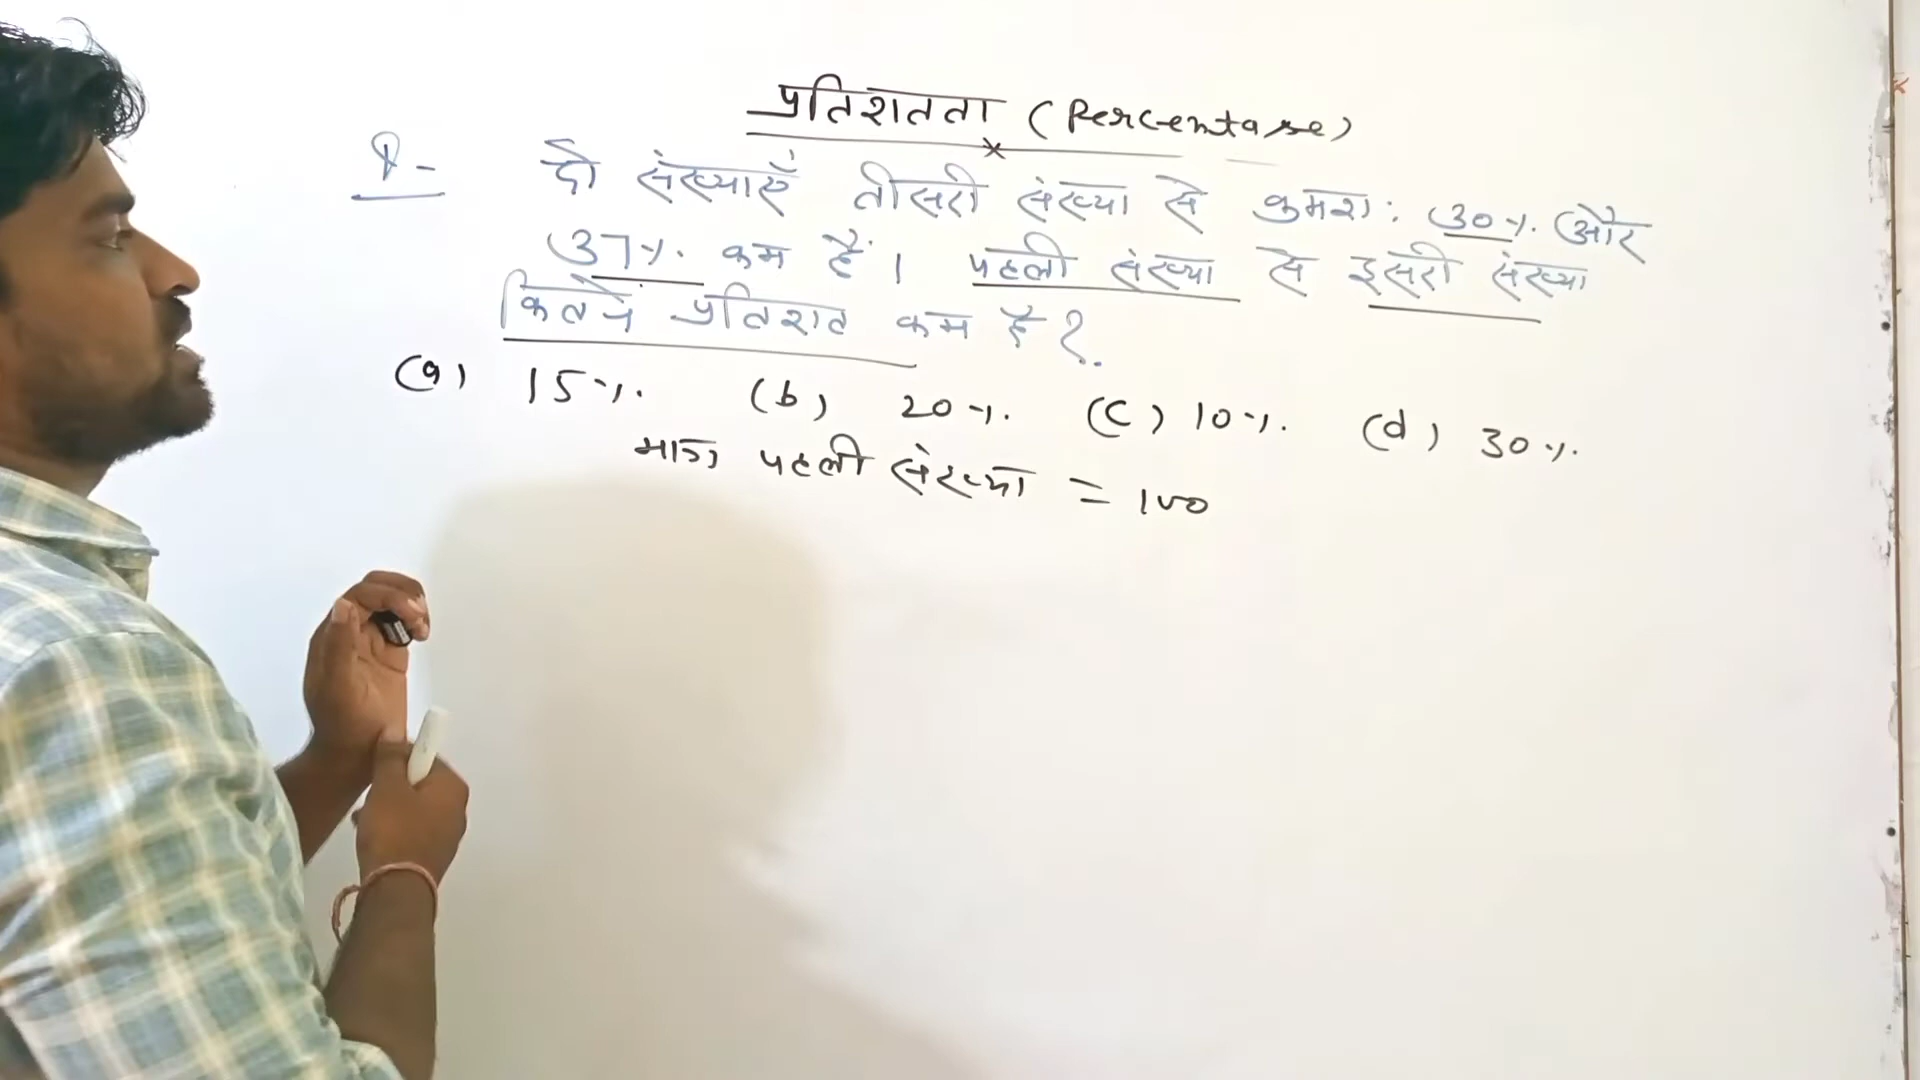 प्रतिशतता (Percentage)
Q- दो संख्याएँ तीसरी संख्या से क्रमशः 30% और
37% कम हैं। पहली संख्या से दूसरी संख्या
कितने प्रतिशत कम है?
(a) 15%. (b) 20%. (c) 10%. (d) 30%.
माना पहली संख्या = 100